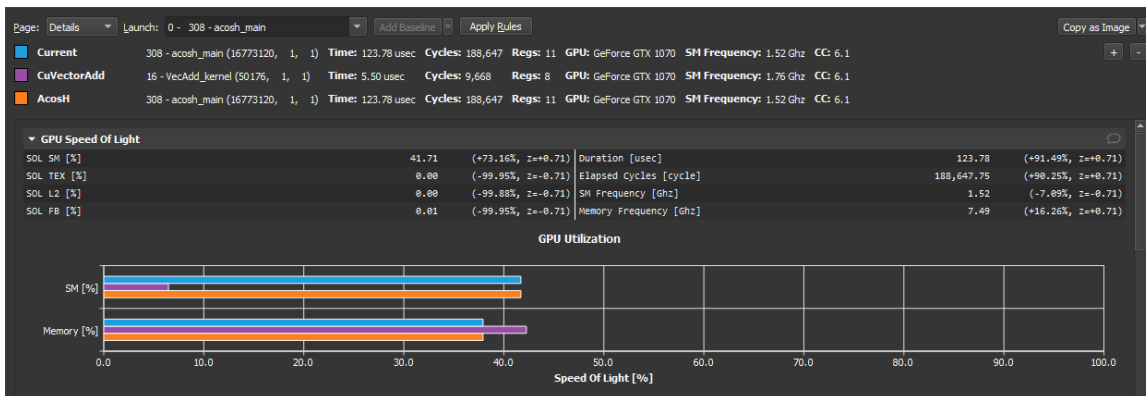 Page: Details Launch: 0 - 308 - acosh_main Add Baseline Apply Rules Copy as Image
Current 308 - acosh_main (16773120, 1, 1) Time: 123.78 usec Cycles: 188,647 Regs: 11 GPU: GeForce GTX 1070 SM Frequency: 1.52 Ghz CC: 6.1 + -
CuVectorAdd 16 - VecAdd_kernel (50176, 1, 1) Time: 5.50 usec Cycles: 9,668 Regs: 8 GPU: GeForce GTX 1070 SM Frequency: 1.76 Ghz CC: 6.1
AcosH 308 - acosh_main (16773120, 1, 1) Time: 123.78 usec Cycles: 188,647 Regs: 11 GPU: GeForce GTX 1070 SM Frequency: 1.52 Ghz CC: 6.1
GPU Speed Of Light
SOL SM [%] 41.71 (+73.16%, z=+0.71) Duration [usec] 123.78 (+91.49%, z=+0.71)
SOL TEX [%] 0.00 (-99.95%, z=-0.71) Elapsed Cycles [cycle] 188,647.75 (+90.25%, z=+0.71)
SOL L2 [%] 0.00 (-99.88%, z=-0.71) SM Frequency [Ghz] 1.52 (-7.09%, z=-0.71)
SOL FB [%] 0.01 (-99.95%, z=-0.71) Memory Frequency [Ghz] 7.49 (+16.26%, z=+0.71)
GPU Utilization
SM [%]
Memory [%]
0.0 10.0 20.0 30.0 40.0 50.0 60.0 70.0 80.0 90.0 100.0
Speed Of Light [%]